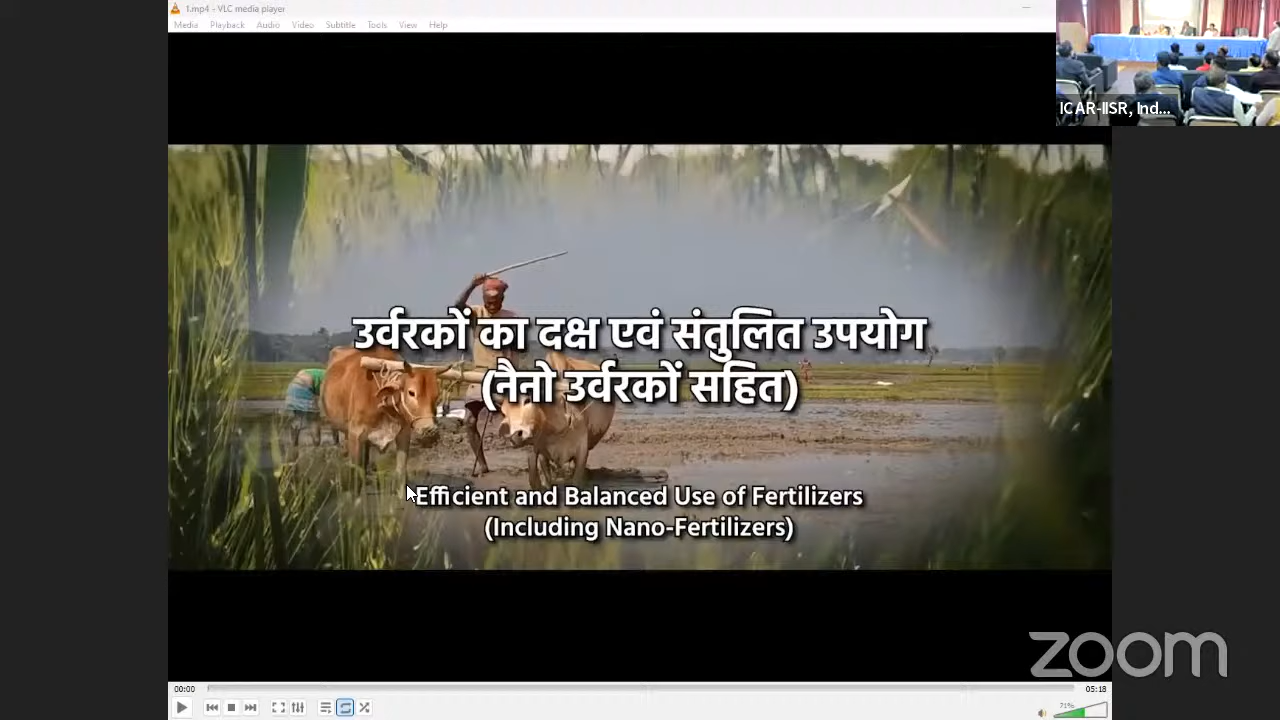 1.mp4 - VLC media player
Media Playback Audio Video Subtitle Tools View Help
ICAR-IISR, Ind...
उर्वरकों का दक्ष एवं संतुलित उपयोग
(नैनो उर्वरकों सहित)
Efficient and Balanced Use of Fertilizers
(Including Nano-Fertilizers)
zoom
00:00
05:18
71%